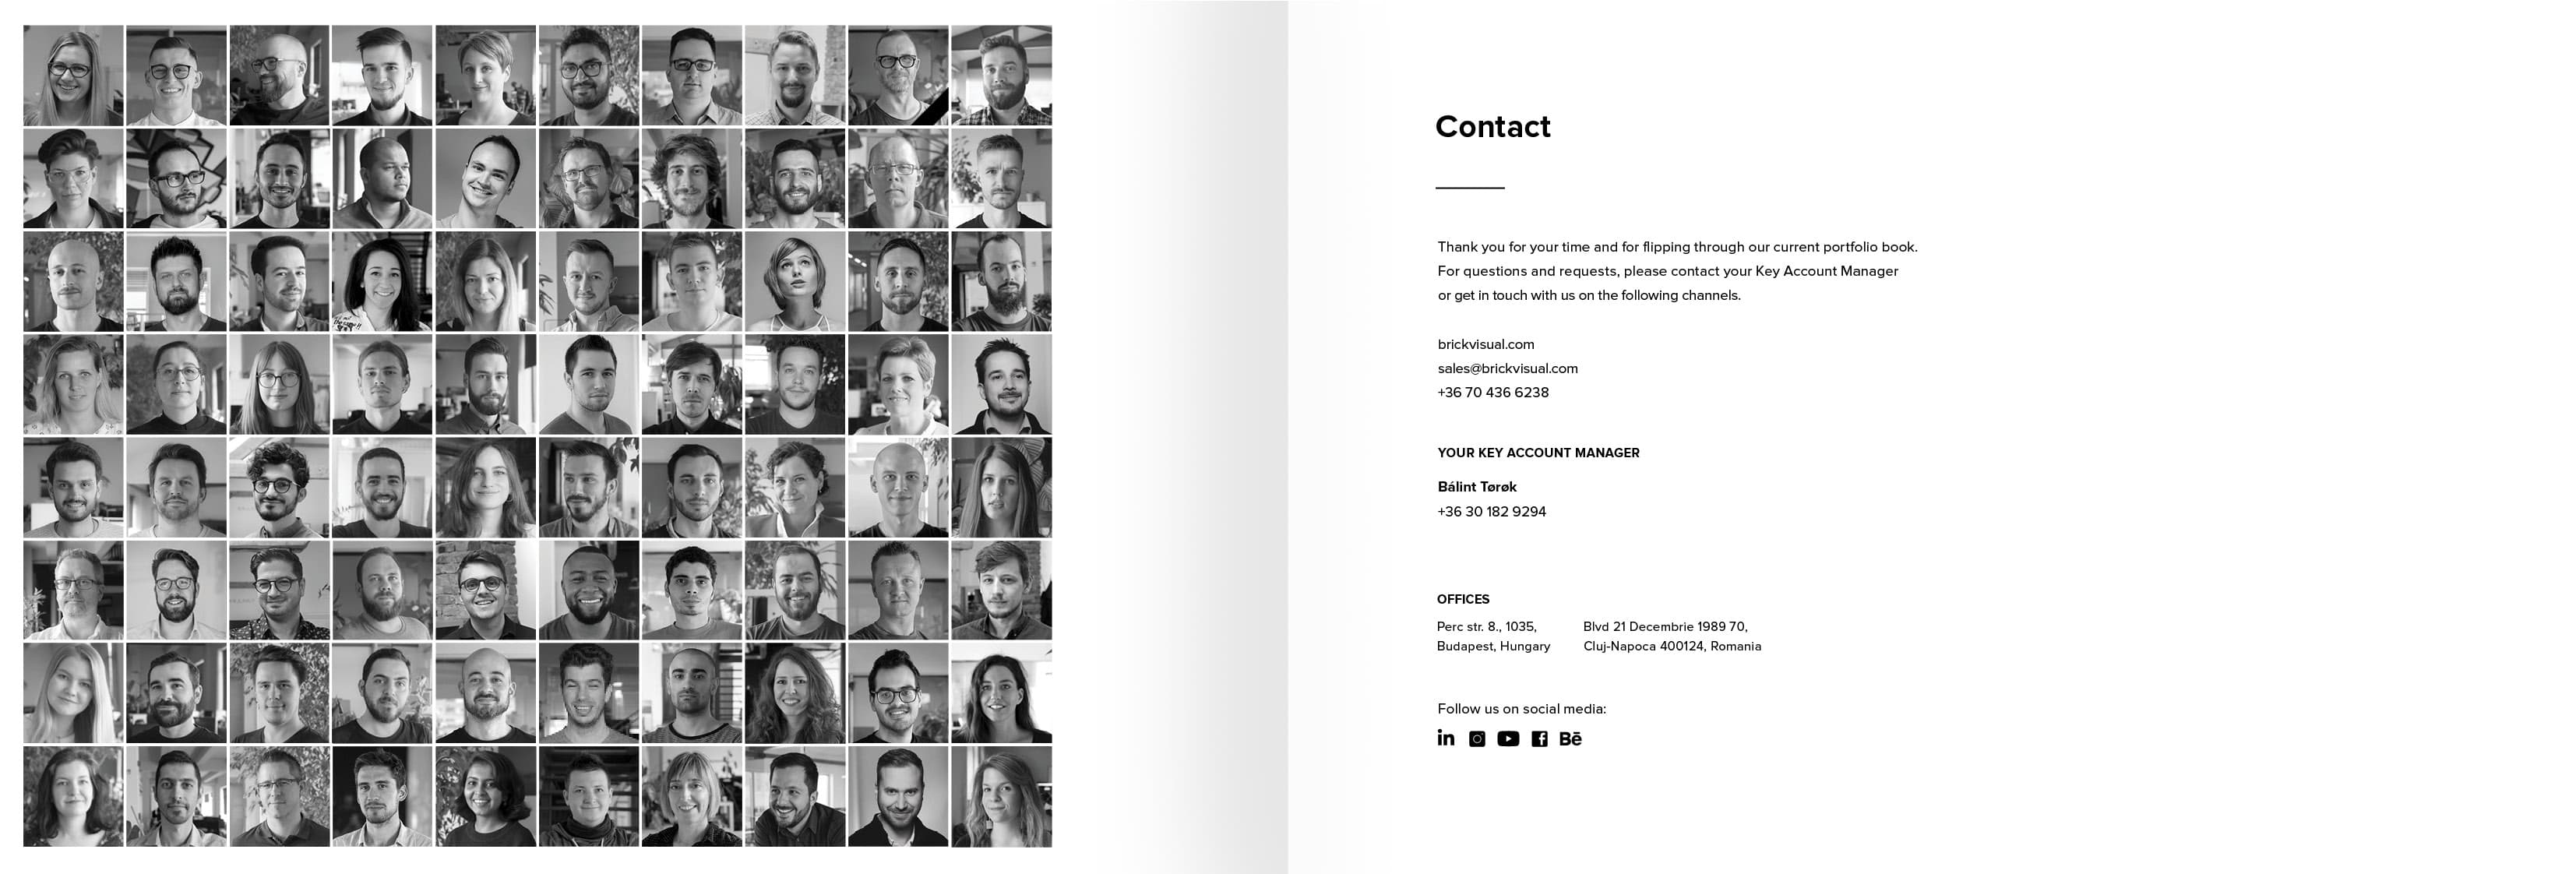 Contact
Thank you for your time and for flipping through our current portfolio book.
For questions and requests, please contact your Key Account Manager
or get in touch with us on the following channels.
brickvisual.com
sales@brickvisual.com
+36 70 436 6238
YOUR KEY ACCOUNT MANAGER
Bálint Tørøk
+36 30 182 9294
OFFICES
Perc str. 8., 1035,
Budapest, Hungary
Blvd 21 Decembrie 1989 70,
Cluj-Napoca 400124, Romania
Follow us on social media:
in
f
Bē